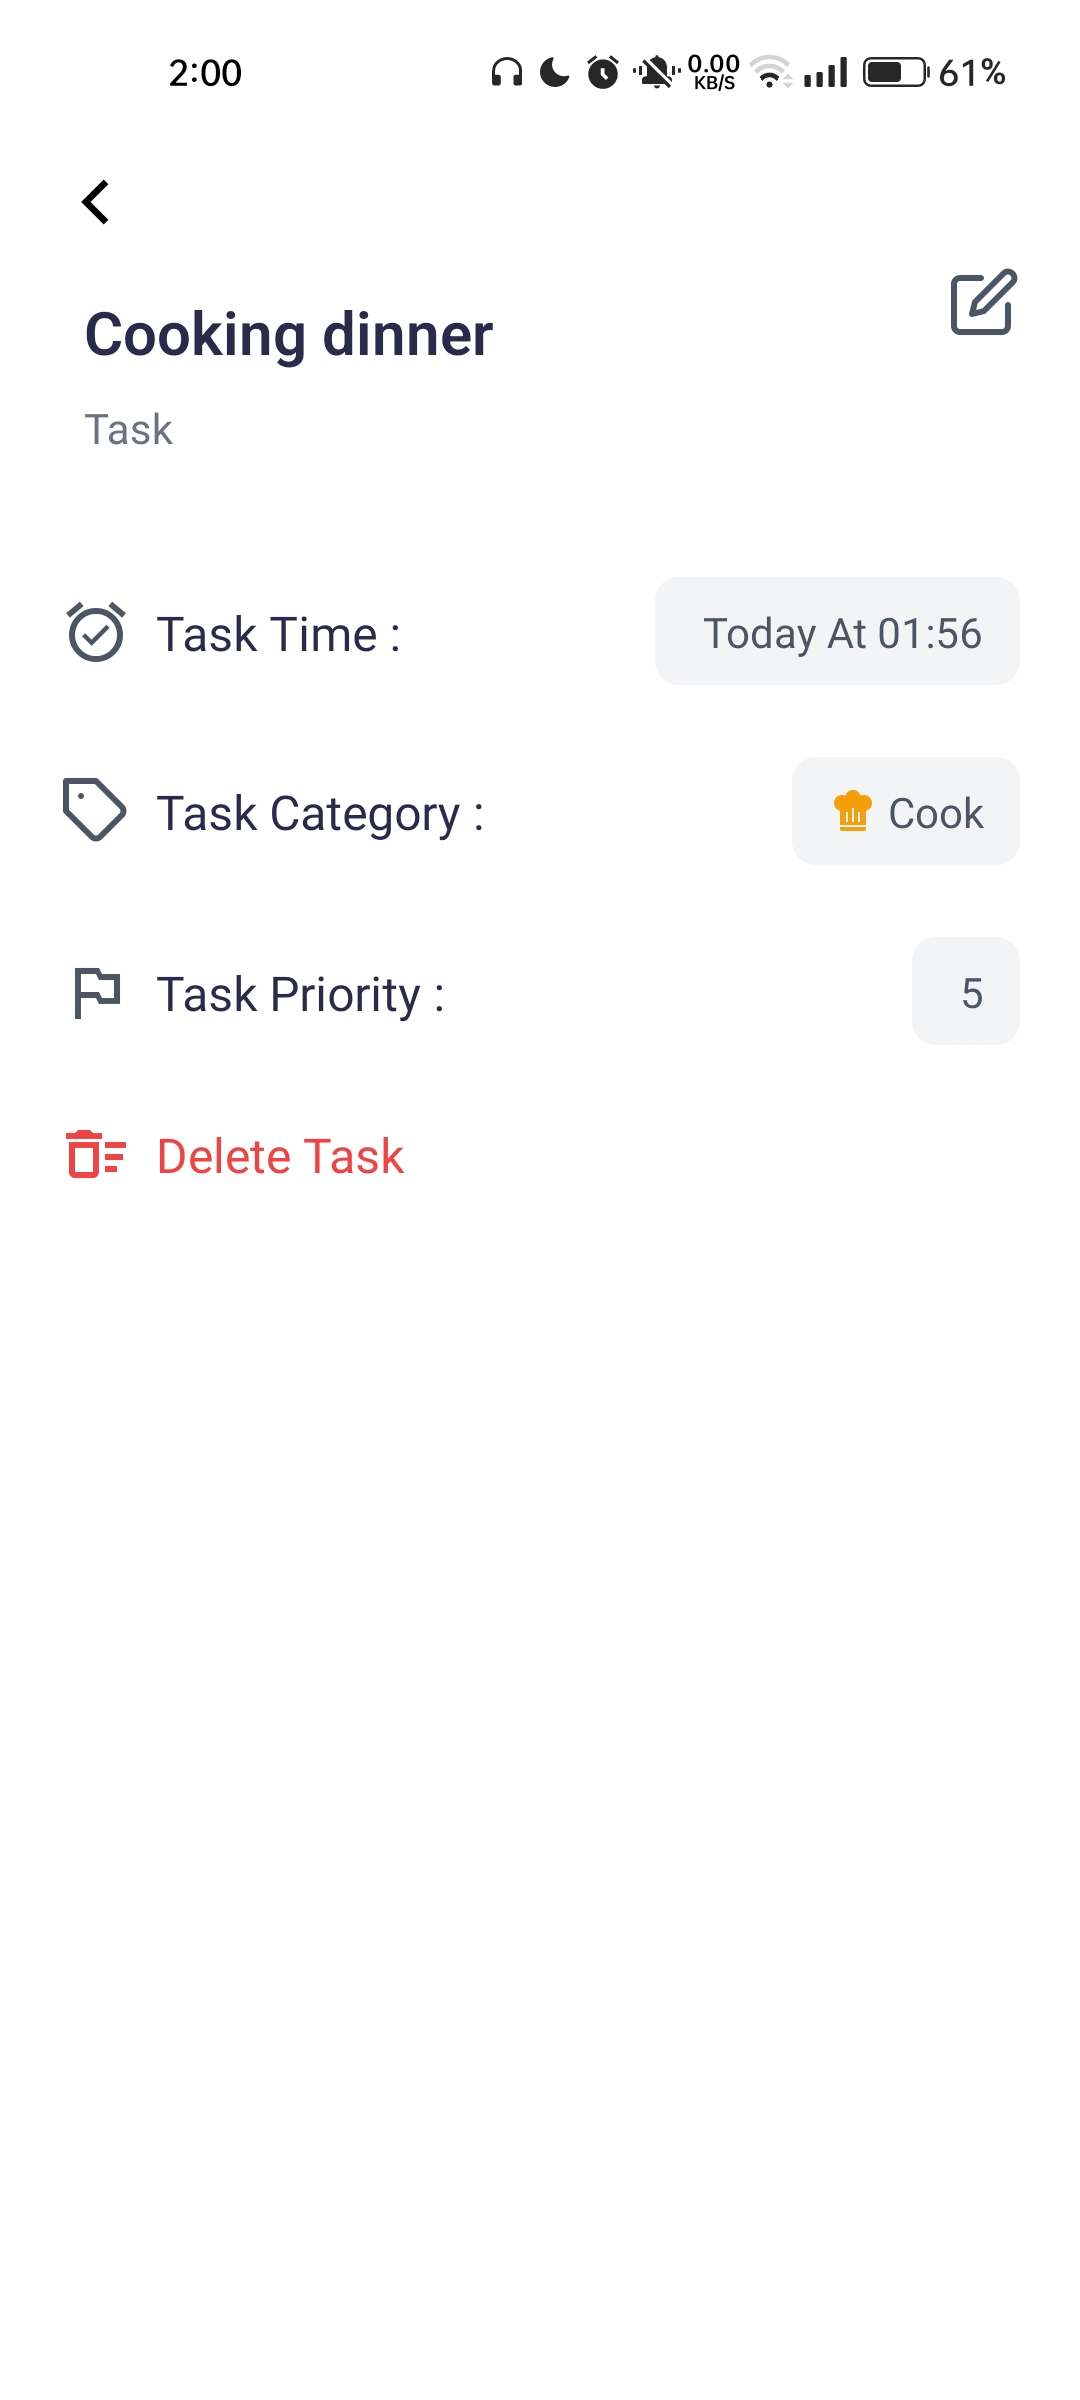 2:00 0.00 KB/S 61%
Cooking dinner
Task
Task Time : Today At 01:56
Task Category : Cook
Task Priority : 5
Delete Task